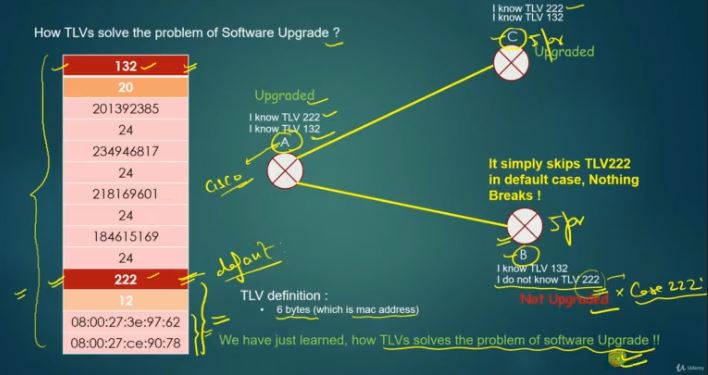 How TLVs solve the problem of Software Upgrade ?
132
20
201392385
24
234946817
24
218169601
24
184615169
24
222
12
08:00:27:3e:97:62
08:00:27:ce:90:78
default:
Upgraded
I know TLV 222
I know TLV 132
A
Cisco
I know TLV 222
I know TLV 132
C
5/pr
Upgraded
It simply skips TLV222
in default case, Nothing
Breaks !
5pr
B
I know TLV 132
I do not know TLV 222
Not Upgraded
x Case 222:
TLV definition :
• 6 bytes (which is mac address)
We have just learned, how TLVs solves the problem of software Upgrade !!
Udemy